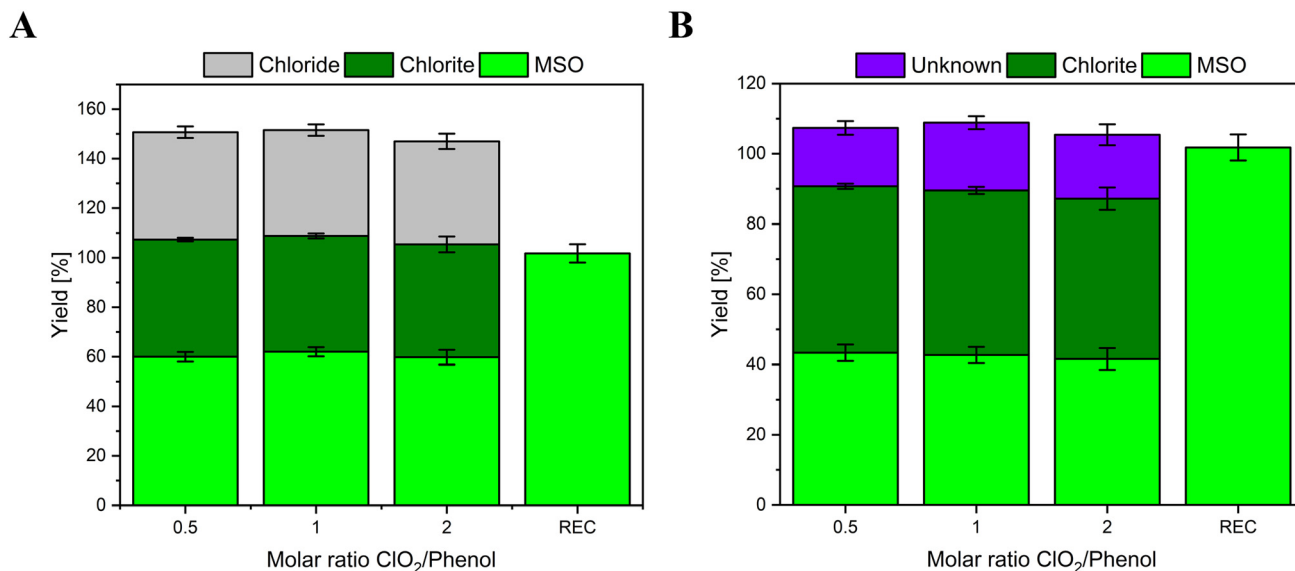 A
Chloride Chlorite MSO
160
140
120
100
80
60
40
20
0
Yield [%]
0.5 1 2 REC
Molar ratio ClO₂/Phenol
B
Unknown Chlorite MSO
120
100
80
60
40
20
0
Yield [%]
0.5 1 2 REC
Molar ratio ClO₂/Phenol